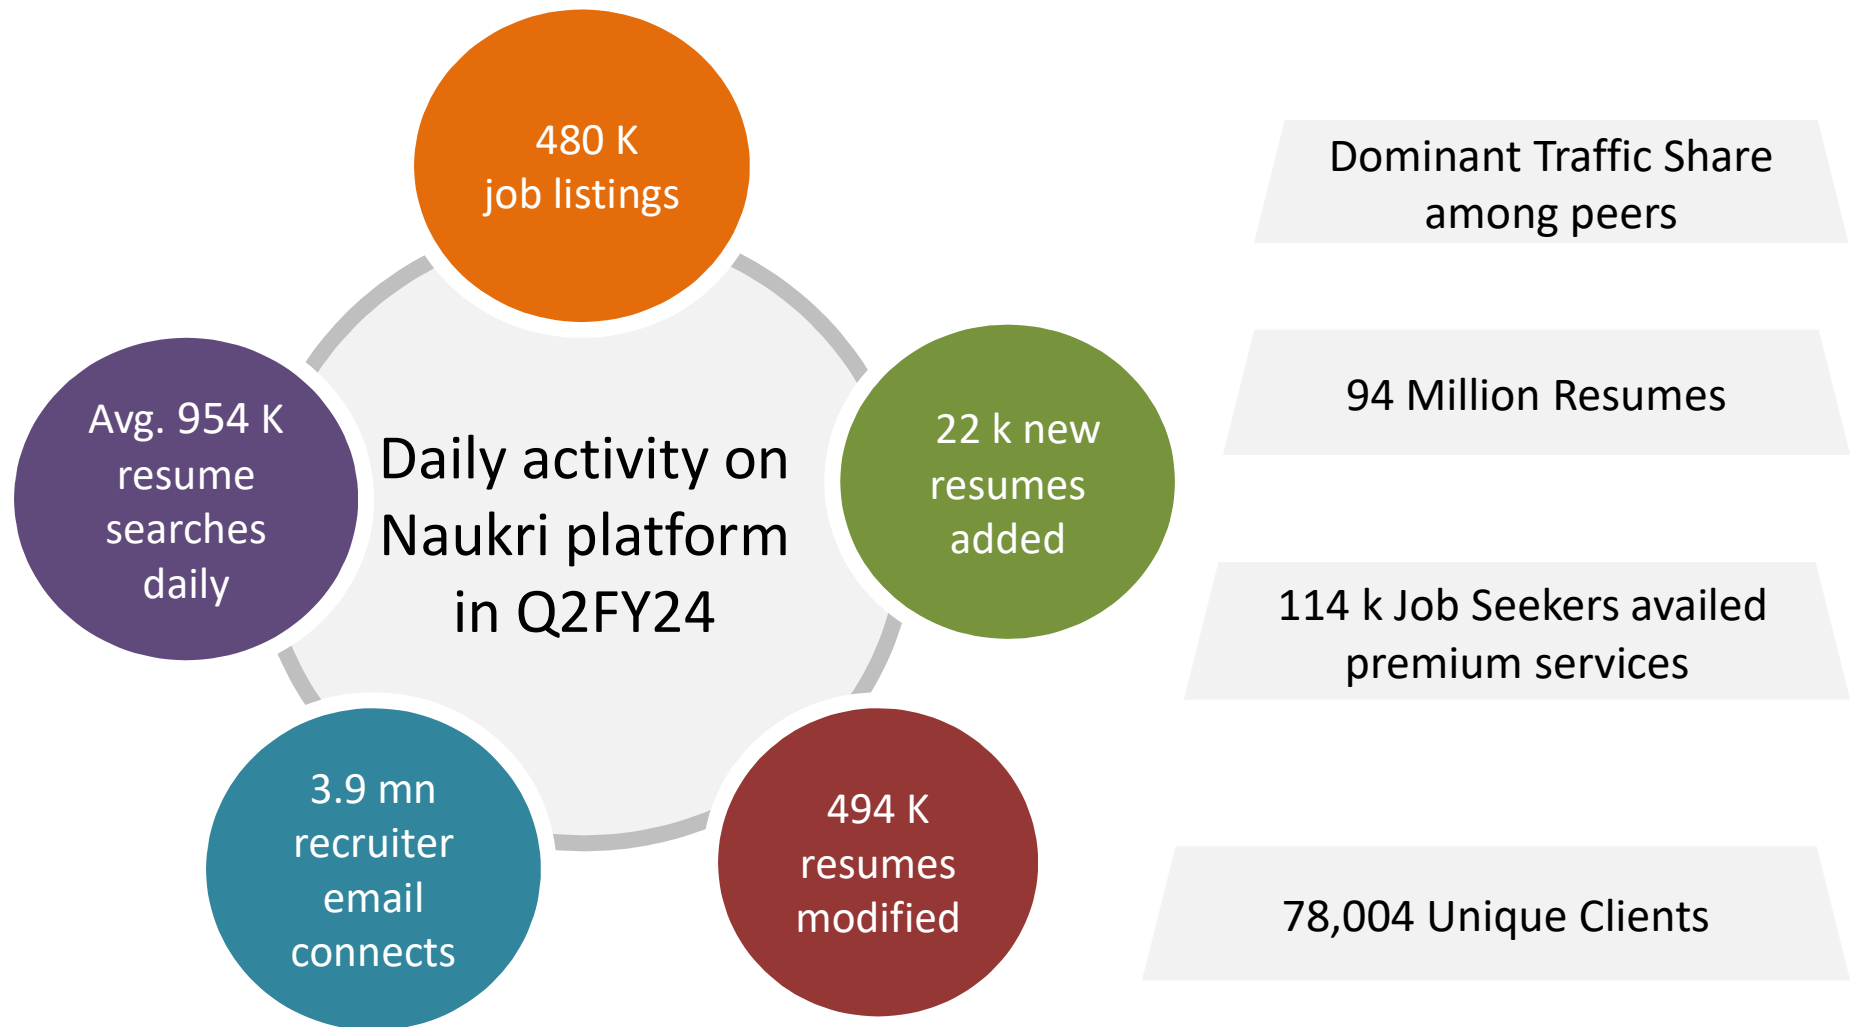 480 K
job listings
Avg. 954 K
resume
searches
daily
Daily activity on
Naukri platform
in Q2FY24
22 k new
resumes
added
3.9 mn
recruiter
email
connects
494 K
resumes
modified
Dominant Traffic Share
among peers
94 Million Resumes
114 k Job Seekers availed
premium services
78,004 Unique Clients